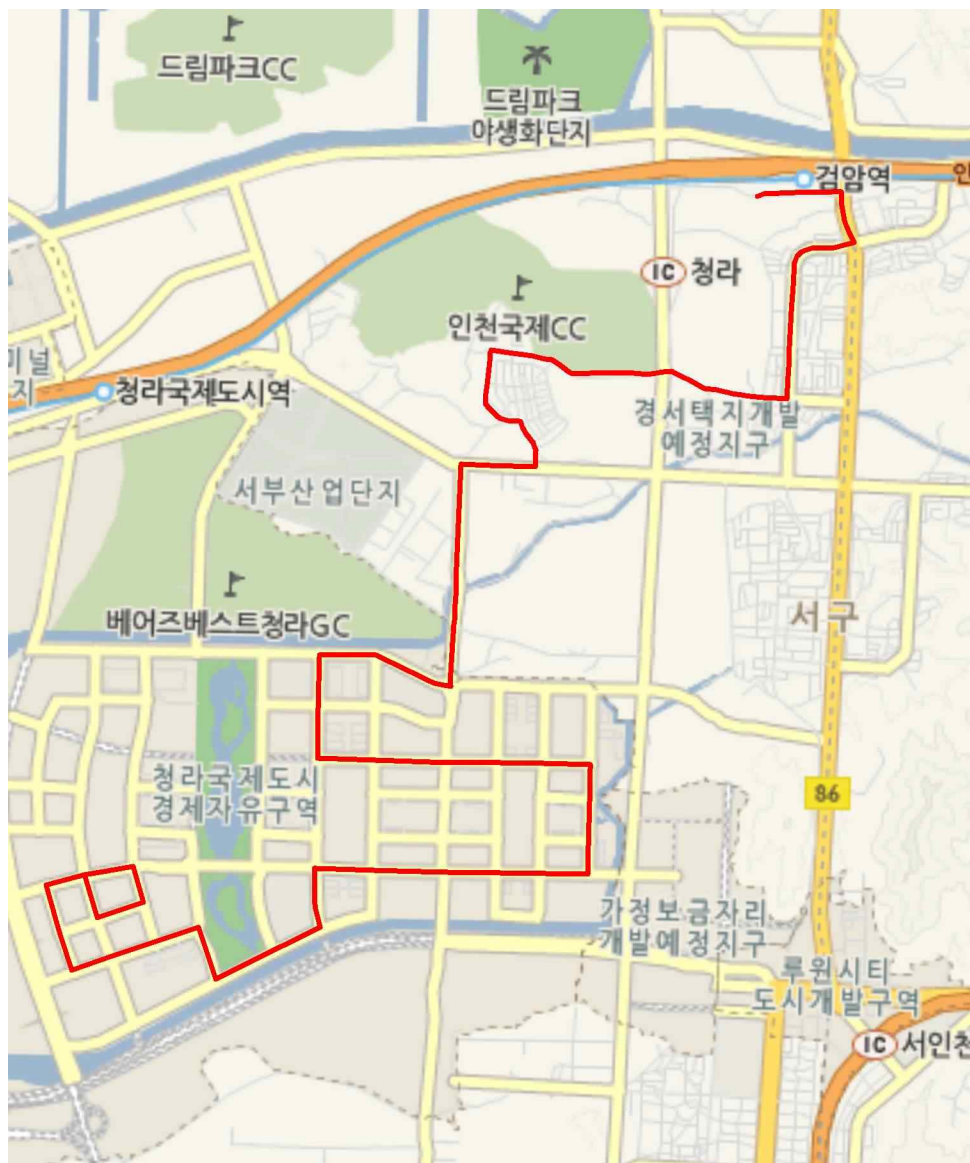 드림파크CC
드림파크
야생화단지
검암역
인
IC 청라
인천국제CC
미널
지
청라국제도시역
경서택지개발
예정지구
서부산업단지
베어즈베스트청라GC
서구
청라국제도시
경제자유구역
86
가정보금자리
개발예정지구
루원시티
도시개발구역
IC 서인천